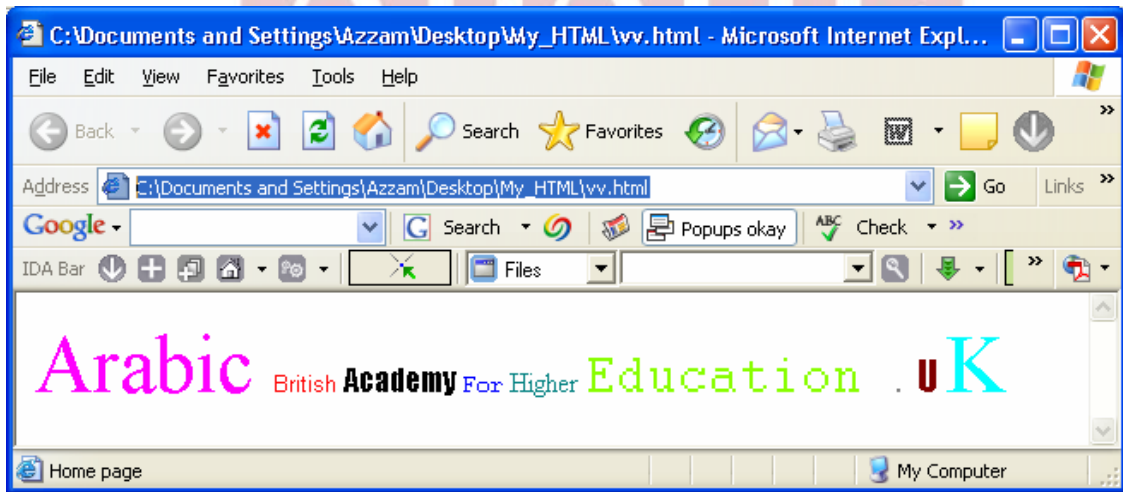 C:\Documents and Settings\Azzam\Desktop\My_HTML\vv.html - Microsoft Internet Expl...
File Edit View Favorites Tools Help
Back Search Favorites »
Address C:\Documents and Settings\Azzam\Desktop\My_HTML\vv.html Go Links »
Google Search Popups okay ABC Check »
IDA Bar Files »
Arabic British Academy For Higher Education . UK
Home page My Computer